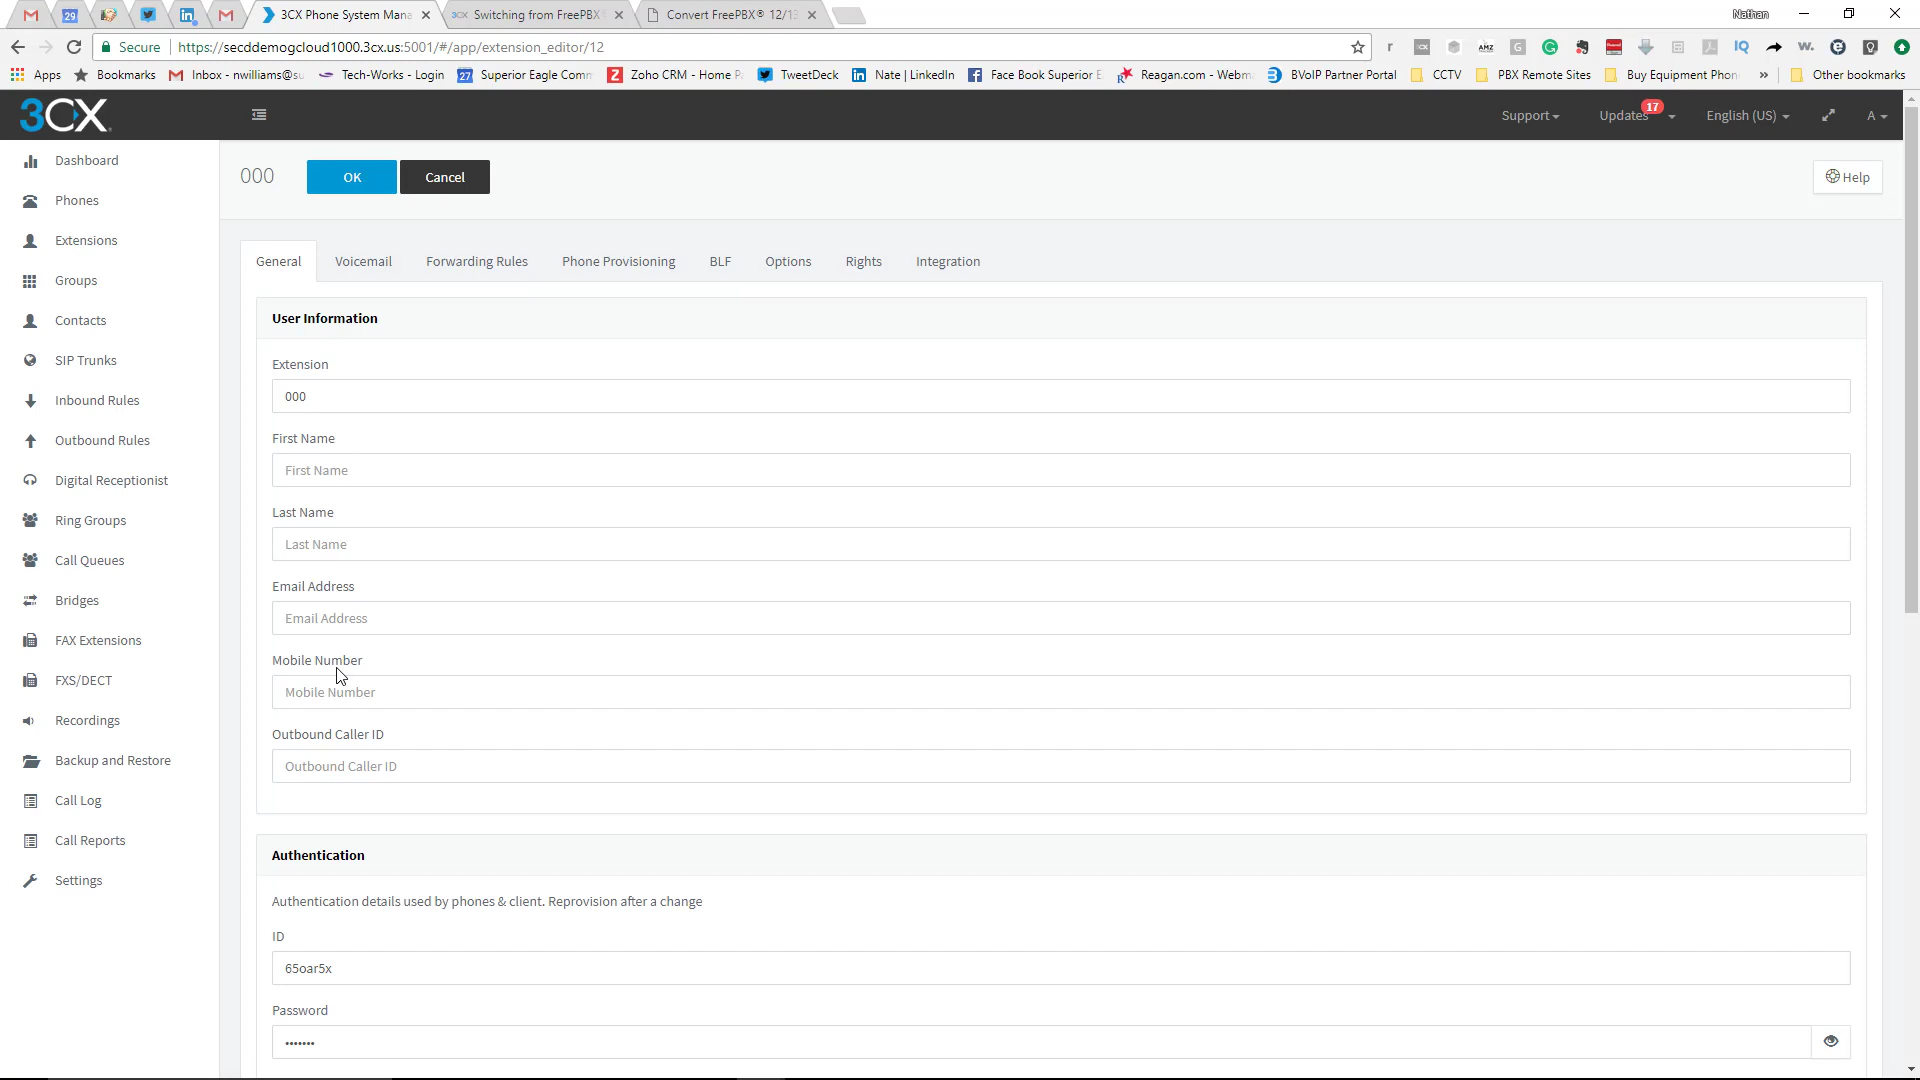 29
3CX Phone System Mana
3CX Switching from FreePBX
Convert FreePBX® 12/13
Nathan
Secure https://secddemogcloud1000.3cx.us:5001/#/app/extension_editor/12
Apps
Bookmarks
Inbox - nwilliams@su
Tech-Works - Login
27 Superior Eagle Comm
Zoho CRM - Home P
TweetDeck
Nate | LinkedIn
Face Book Superior E
Reagan.com - Webm
BVoIP Partner Portal
CCTV
PBX Remote Sites
Buy Equipment Phon
»
Other bookmarks
3CX
Support
Updates 17
English (US)
A
Dashboard
Phones
Extensions
Groups
Contacts
SIP Trunks
Inbound Rules
Outbound Rules
Digital Receptionist
Ring Groups
Call Queues
Bridges
FAX Extensions
FXS/DECT
Recordings
Backup and Restore
Call Log
Call Reports
Settings
000
OK
Cancel
Help
General
Voicemail
Forwarding Rules
Phone Provisioning
BLF
Options
Rights
Integration
User Information
Extension
000
First Name
First Name
Last Name
Last Name
Email Address
Email Address
Mobile Number
Mobile Number
Outbound Caller ID
Outbound Caller ID
Authentication
Authentication details used by phones & client. Reprovision after a change
ID
65oar5x
Password
•••••••